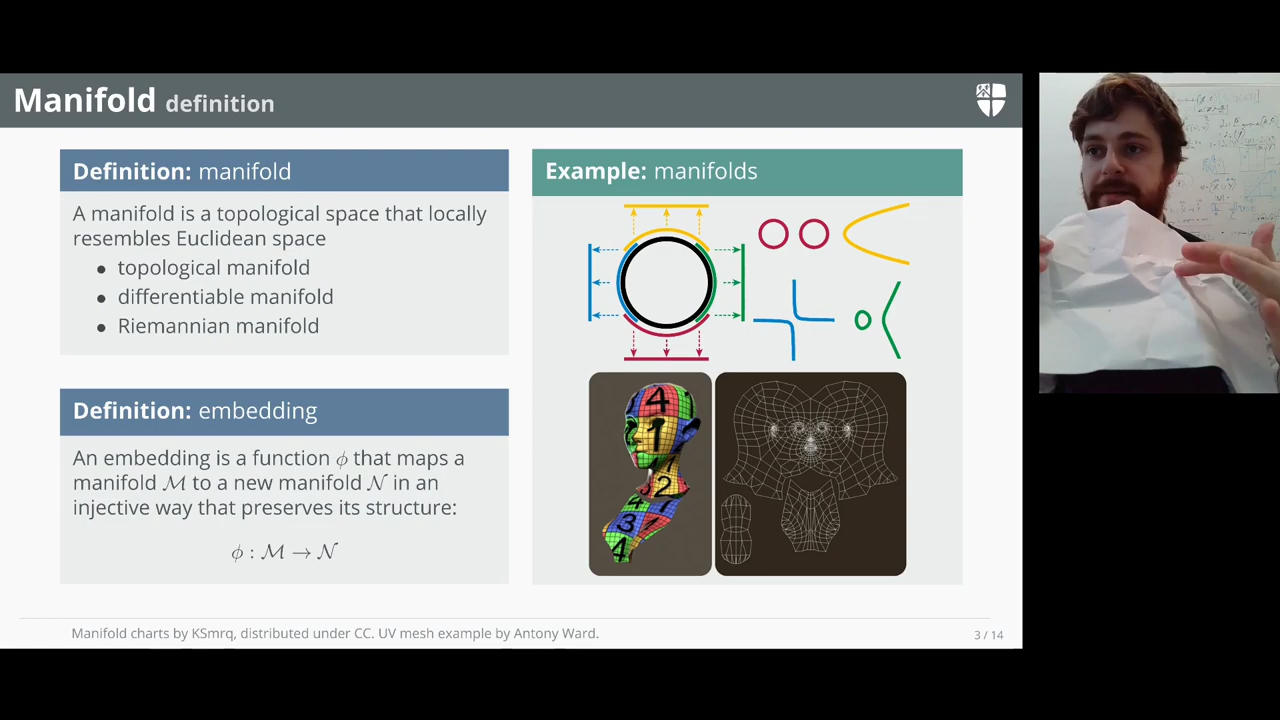 Manifold definition
Definition: manifold
A manifold is a topological space that locally
resembles Euclidean space
● topological manifold
● differentiable manifold
● Riemannian manifold
Definition: embedding
An embedding is a function ϕ that maps a
manifold ℳ to a new manifold 𝒩 in an
injective way that preserves its structure:
ϕ : ℳ → 𝒩
Example: manifolds
4
1
2
3
4
Manifold charts by KSmrq, distributed under CC. UV mesh example by Antony Ward.
3 / 14